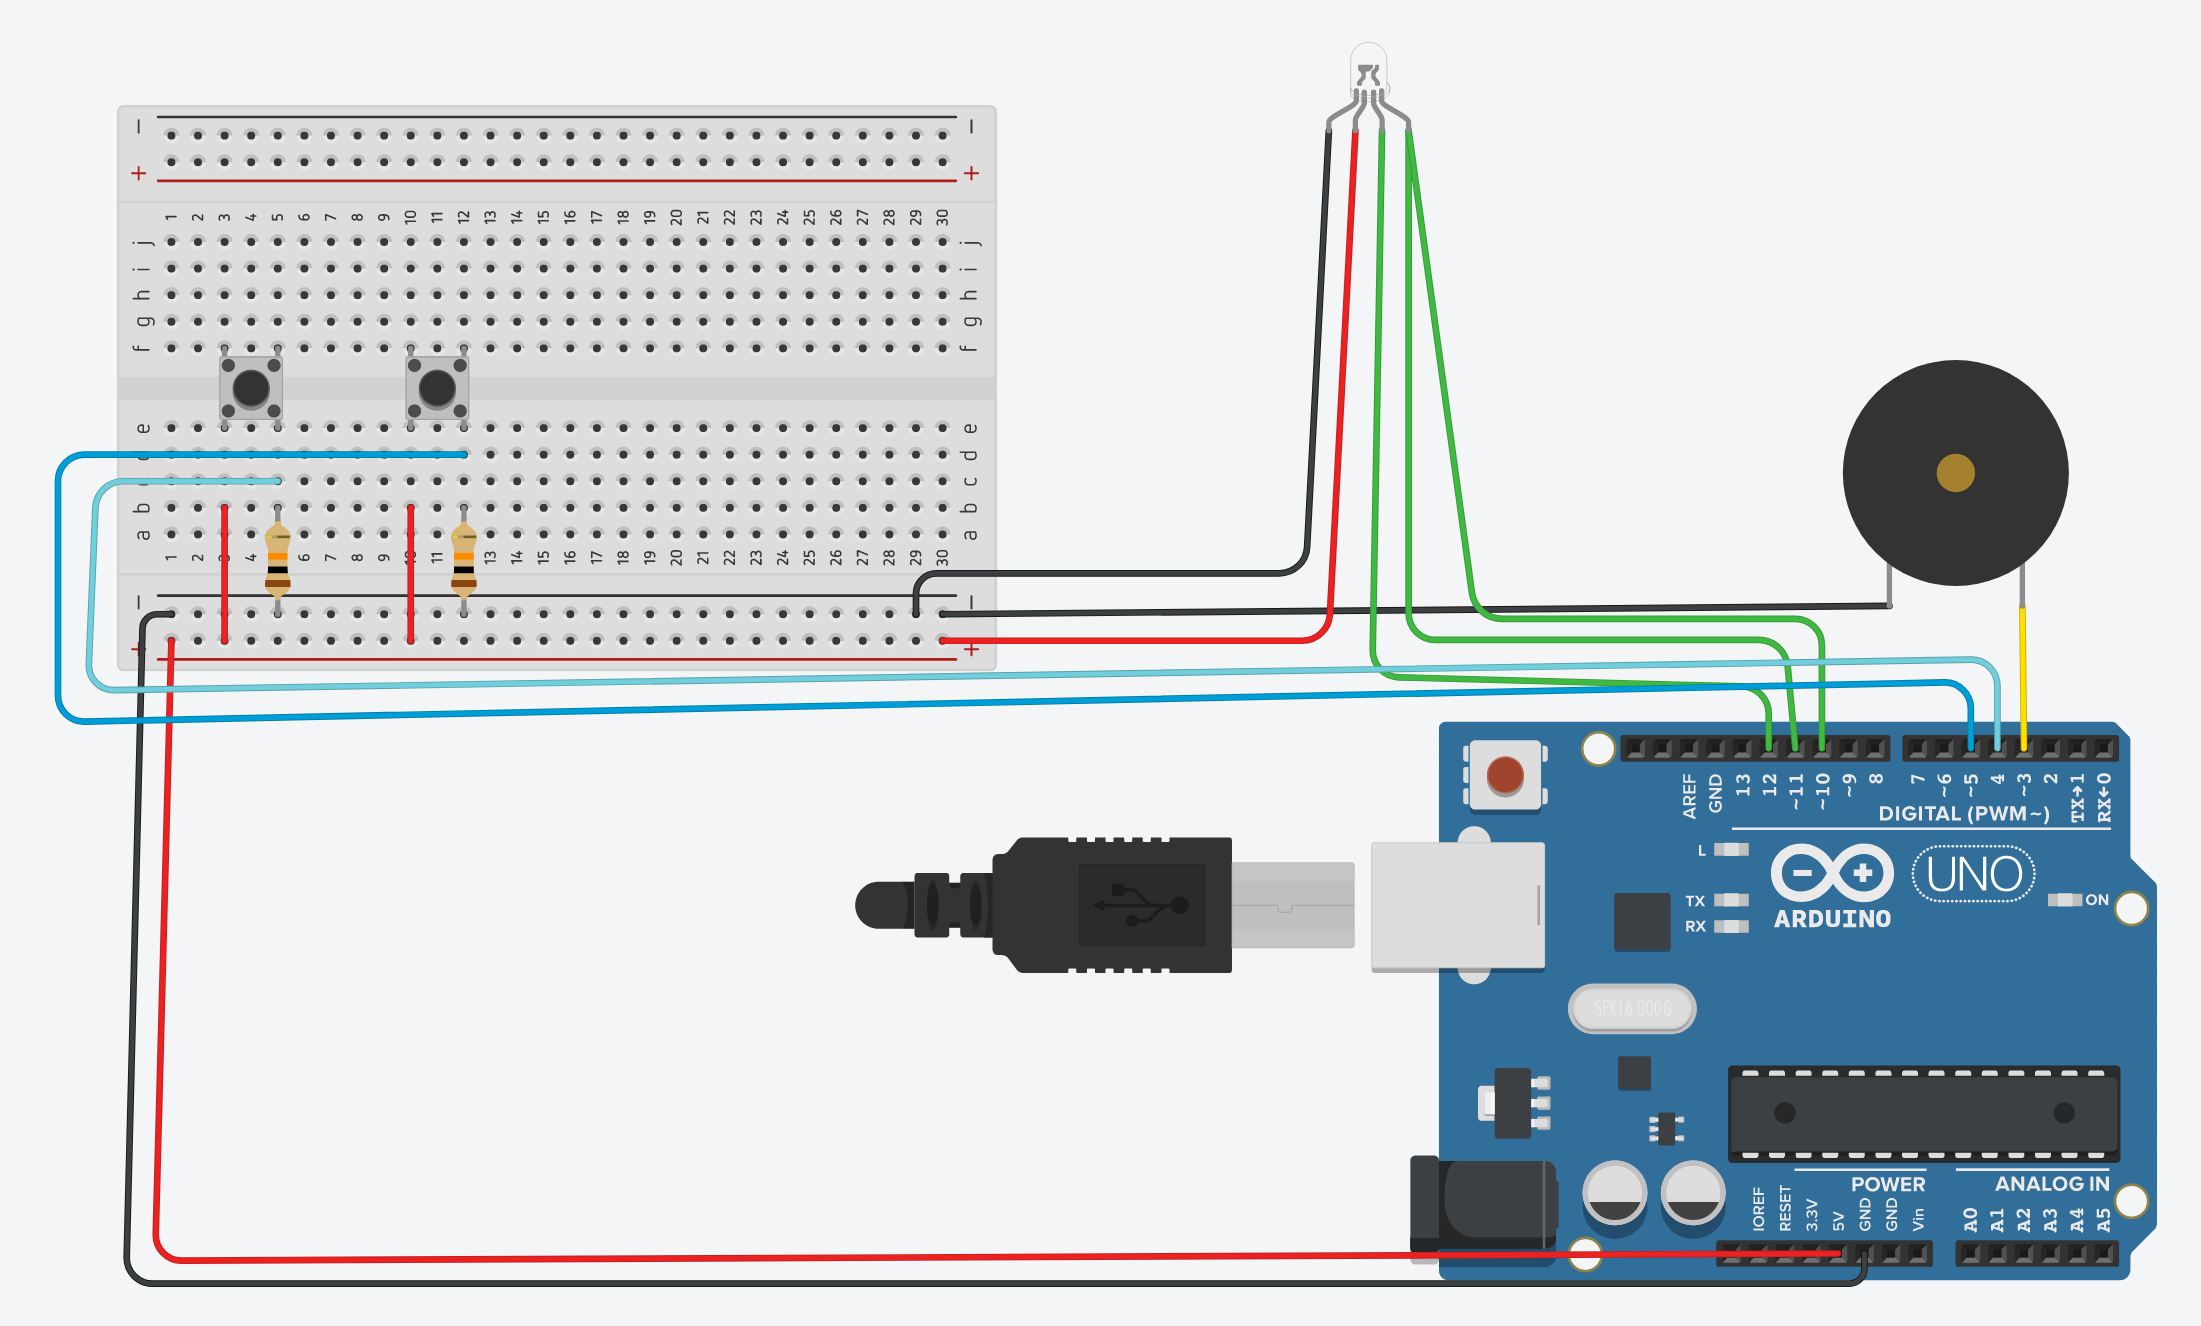 − −
+ +
1 2 3 4 5 6 7 8 9 10 11 12 13 14 15 16 17 18 19 20 21 22 23 24 25 26 27 28 29 30
j j
i i
h h
g g
f f
e e
d
c
b b
a a
1 2 4 6 7 8 9 11 13 14 15 16 17 18 19 20 21 22 23 24 25 26 27 28 29 30
− −
+ +
AREF GND 13 12 ~11 ~10 ~9 8 7 ~6 ~5 4 ~3 2 TX→1 RX←0
DIGITAL (PWM ~)
L
UNO
TX ON
ARDUINO
RX
SPK16.000G
POWER ANALOG IN
IOREF RESET 3.3V 5V GND GND Vin A0 A1 A2 A3 A4 A5